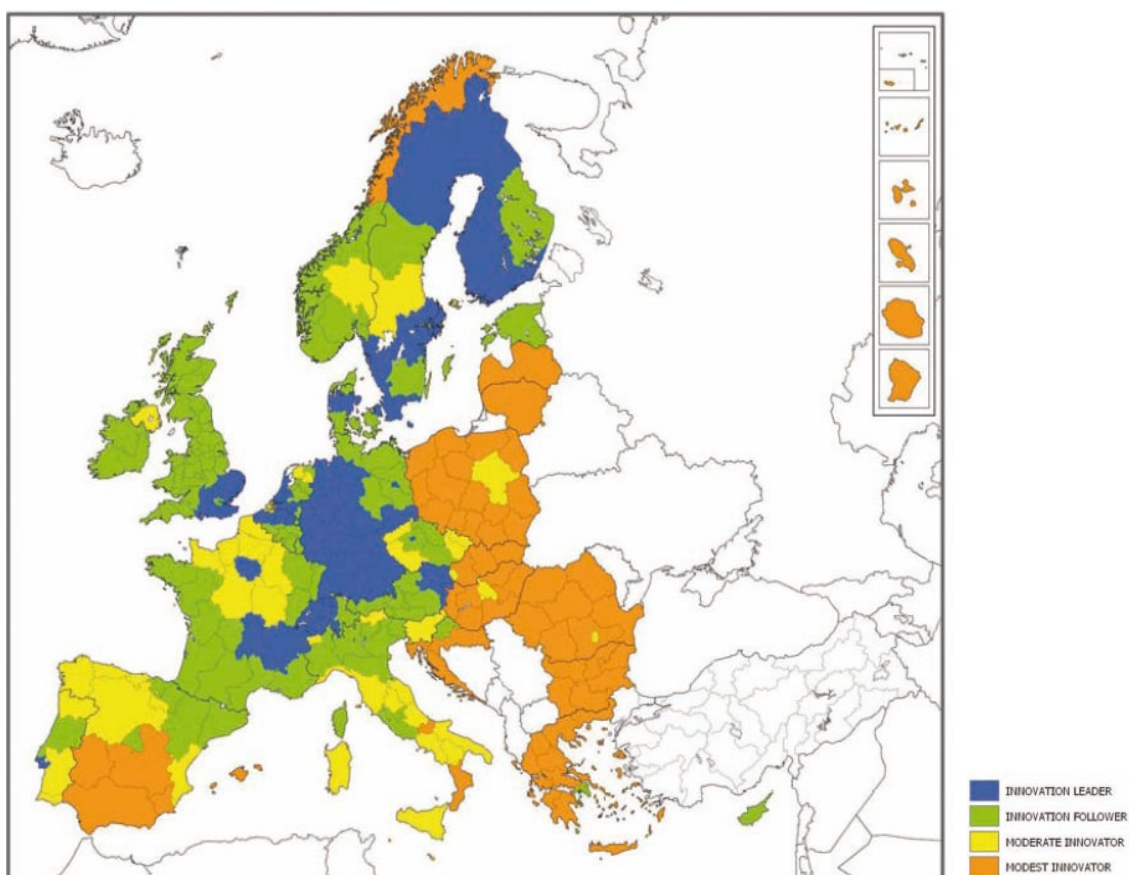 INNOVATION LEADER
INNOVATION FOLLOWER
MODERATE INNOVATOR
MODEST INNOVATOR